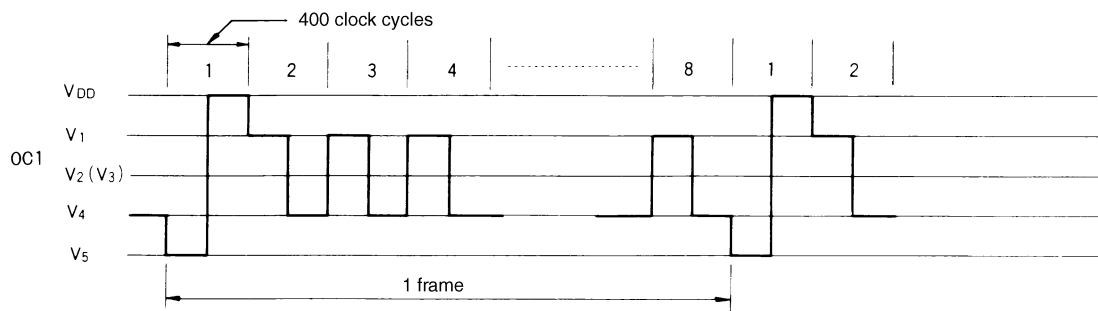 400 clock cycles
1 2 3 4 8 1 2
VDD
V1
OC1
V2 (V3)
V4
V5
1 frame